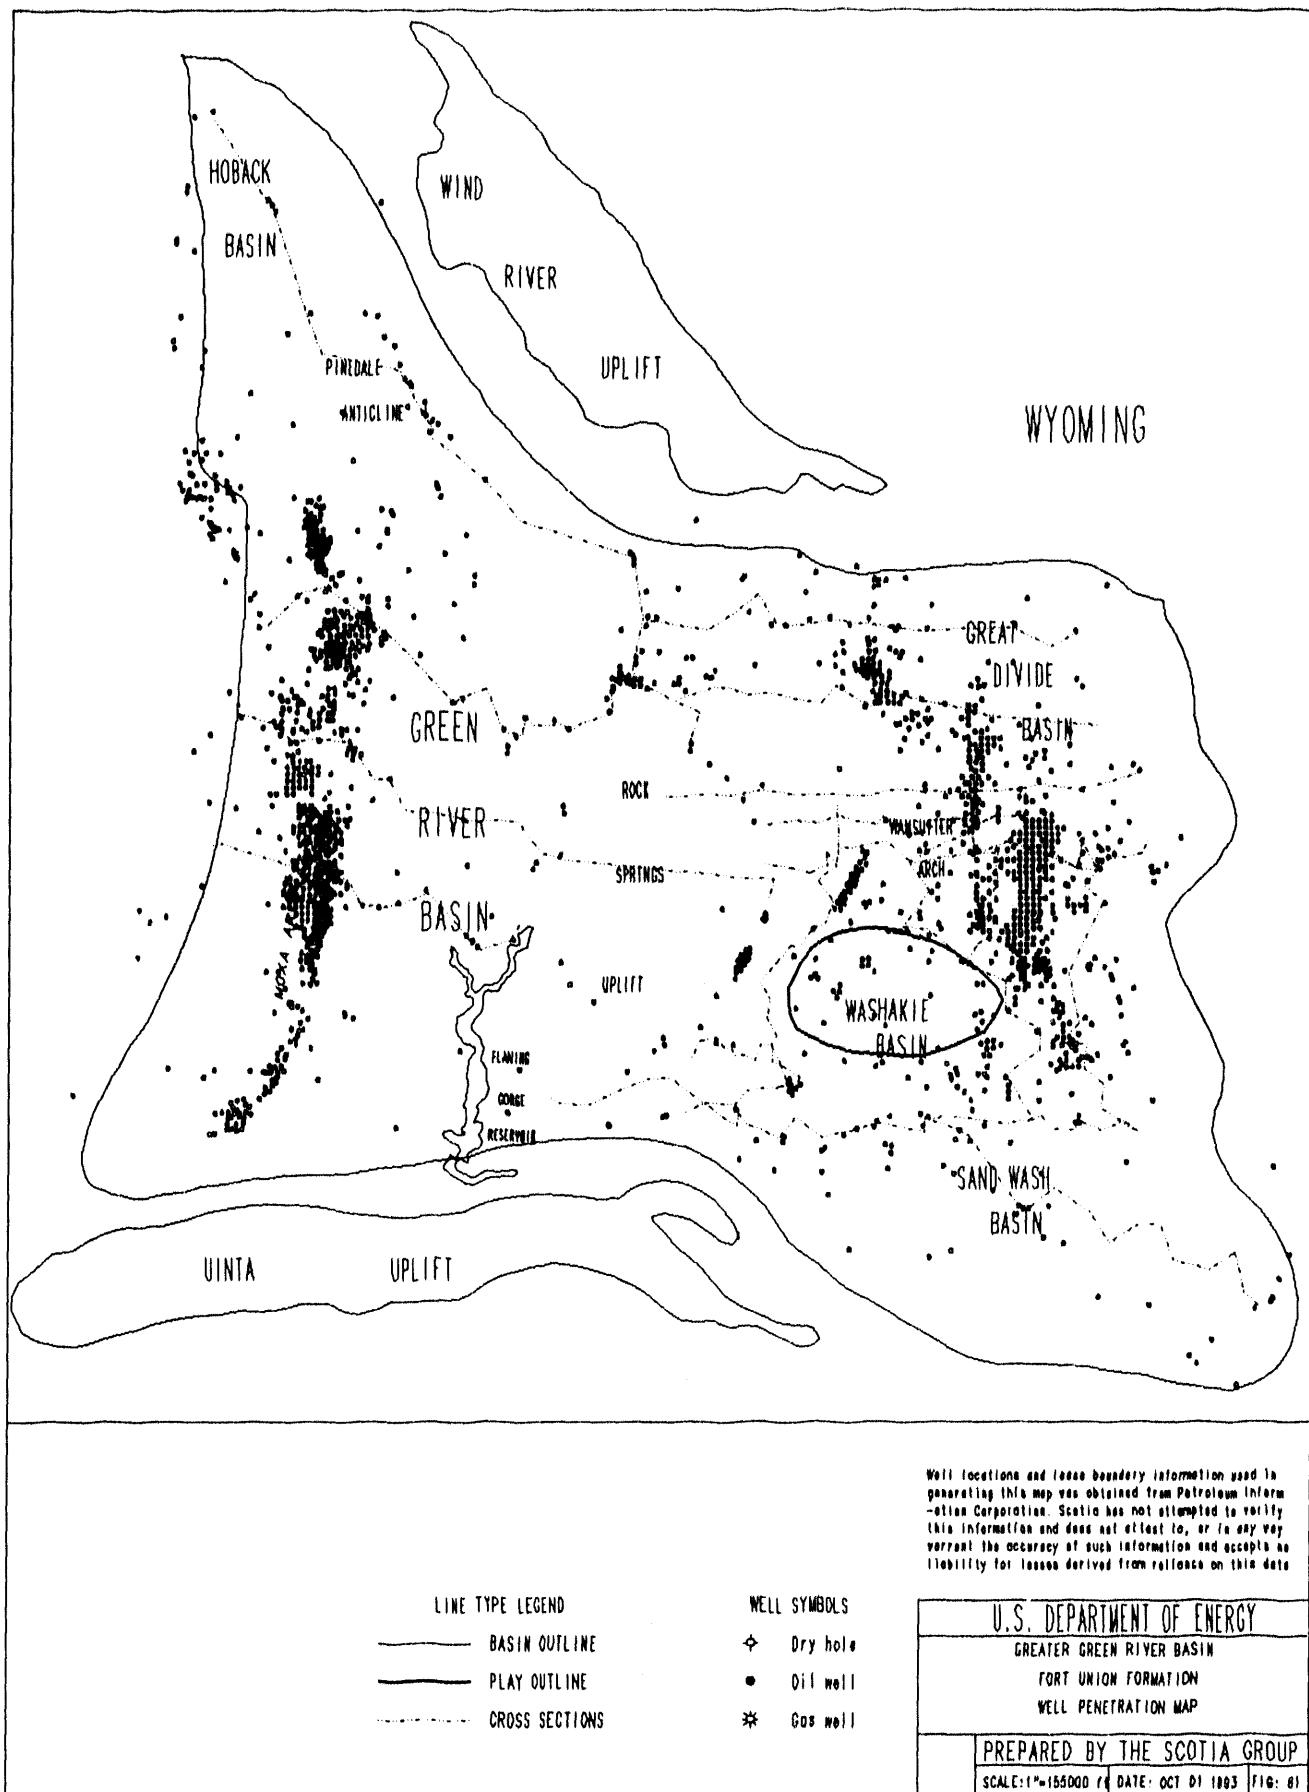 HOBACK
BASIN
WIND
RIVER
UPLIFT
WYOMING
PINEDALE
ANTICLINE
GREAT
DIVIDE
BASIN
GREEN
RIVER
BASIN
ROCK
SPRINGS
UPLIFT
WAMSUTTER
ARCH
MOXA ARCH
WASHAKIE
BASIN
FLAMING
GORGE
RESERVOIR
SAND WASH
BASIN
UINTA UPLIFT
Well locations and lease boundary information used in
generating this map was obtained from Petroleum Inform
-ation Corporation. Scotia has not attempted to verify
this information and does not attest to, or in any way
warrant the accuracy of such information and accepts no
liability for losses derived from reliance on this data
LINE TYPE LEGEND
BASIN OUTLINE
PLAY OUTLINE
CROSS SECTIONS
WELL SYMBOLS
Dry hole
Oil well
Gas well
U.S. DEPARTMENT OF ENERGY
GREATER GREEN RIVER BASIN
FORT UNION FORMATION
WELL PENETRATION MAP
PREPARED BY THE SCOTIA GROUP
SCALE:1"=155000 DATE: OCT 01 1993 FIG: 61